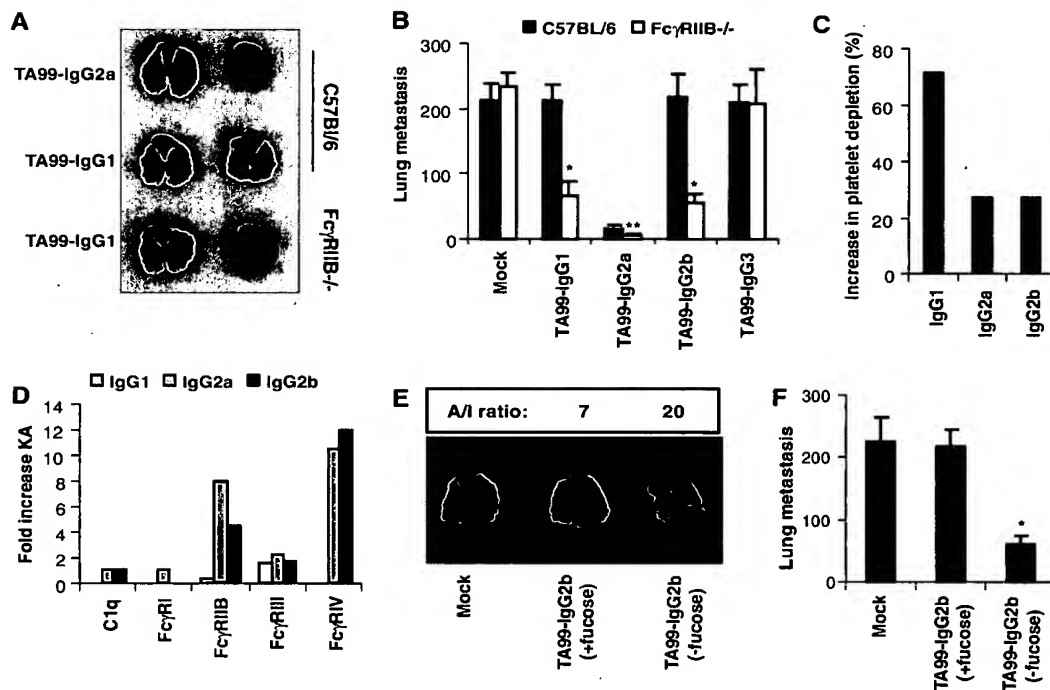 A
TA99-IgG2a
TA99-IgG1
TA99-IgG1
C57Bl/6
FcγRIIB-/-
B
C57BL/6 FcγRIIB-/-
Lung metastasis
300
200
100
0
Mock
TA99-IgG1
TA99-IgG2a
TA99-IgG2b
TA99-IgG3
*
**
*
C
Increase in platelet depletion (%)
80
60
40
20
0
IgG1
IgG2a
IgG2b
D
IgG1 IgG2a IgG2b
Fold increase KA
14
12
10
8
6
4
2
0
C1q
FcγRI
FcγRIIB
FcγRIII
FcγRIV
E
A/I ratio: 7 20
Mock
TA99-IgG2b
(+fucose)
TA99-IgG2b
(-fucose)
F
Lung metastasis
300
200
100
0
*
Mock
TA99-IgG2b
(+fucose)
TA99-IgG2b
(-fucose)